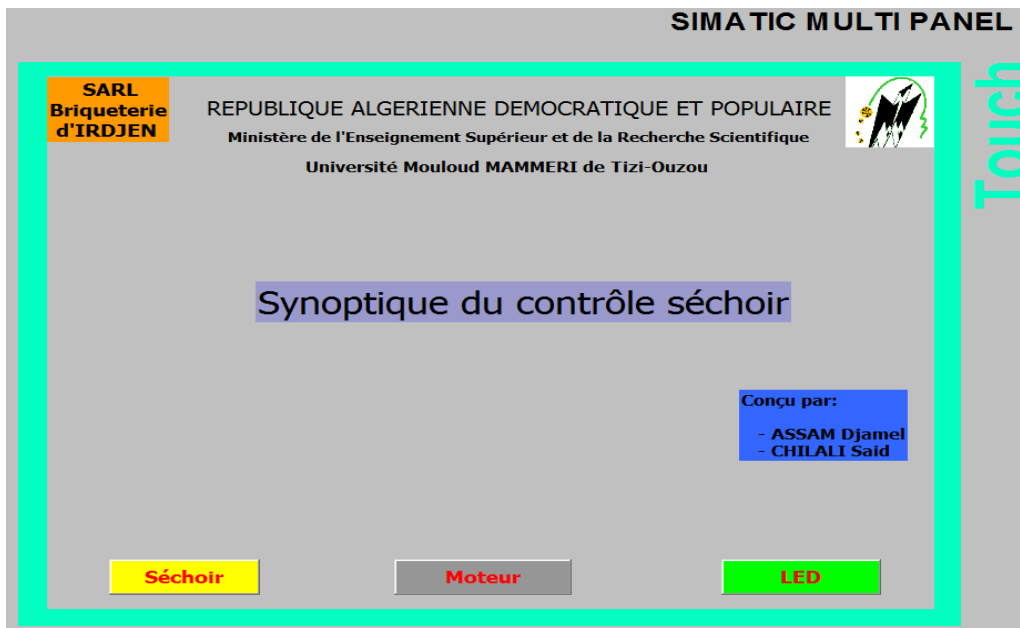 SIMATIC MULTI PANEL
Touch
SARL
Briqueterie
d'IRDJEN
REPUBLIQUE ALGERIENNE DEMOCRATIQUE ET POPULAIRE
Ministère de l'Enseignement Supérieur et de la Recherche Scientifique
Université Mouloud MAMMERI de Tizi-Ouzou
Synoptique du contrôle séchoir
Conçu par:
- ASSAM Djamel
- CHILALI Said
Séchoir
Moteur
LED